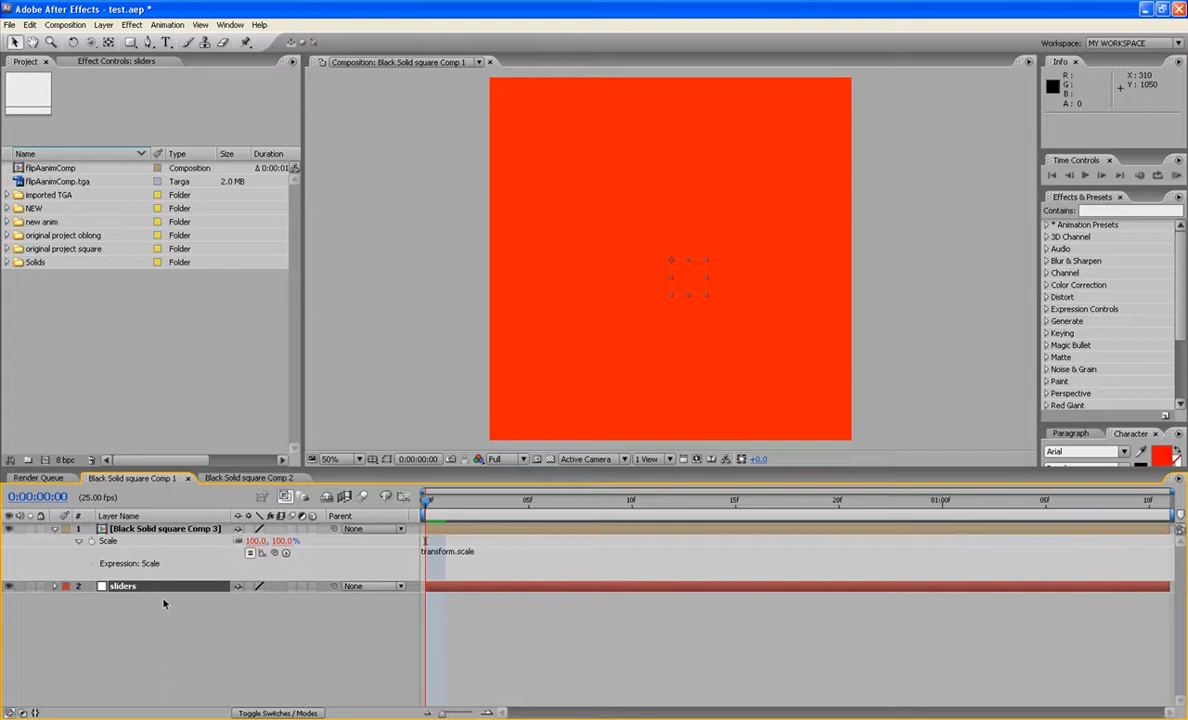 Adobe After Effects - test.aep *
File Edit Composition Layer Effect Animation View Window Help
Workspace: MY WORKSPACE
Project Effect Controls: sliders
Composition: Black Solid square Comp 1
Info
R:
G:
B:
A: 0
X: 310
Y: 1050
Name Type Size Duration
flipAanimComp Composition Δ 0:00:01
flipAanimComp.tga Targa 2.0 MB
imported TGA Folder
NEW Folder
new anim Folder
original project oblong Folder
original project square Folder
Solids Folder
Time Controls
Effects & Presets
Contains:
* Animation Presets
3D Channel
Audio
Blur & Sharpen
Channel
Color Correction
Distort
Expression Controls
Generate
Keying
Magic Bullet
Matte
Noise & Grain
Paint
Perspective
Red Giant
Paragraph Character
Arial
8 bpc
50% 0:00:00:00 Full Active Camera 1 View +0.0
Render Queue Black Solid square Comp 1 Black Solid square Comp 2
0:00:00:00 (25.00 fps)
05f 10f 15f 20f 01:00f 05f 10f
# Layer Name Parent
1 [Black Solid square Comp 3] None
Scale 100.0, 100.0%
transform.scale
Expression: Scale
2 sliders None
Toggle Switches / Modes